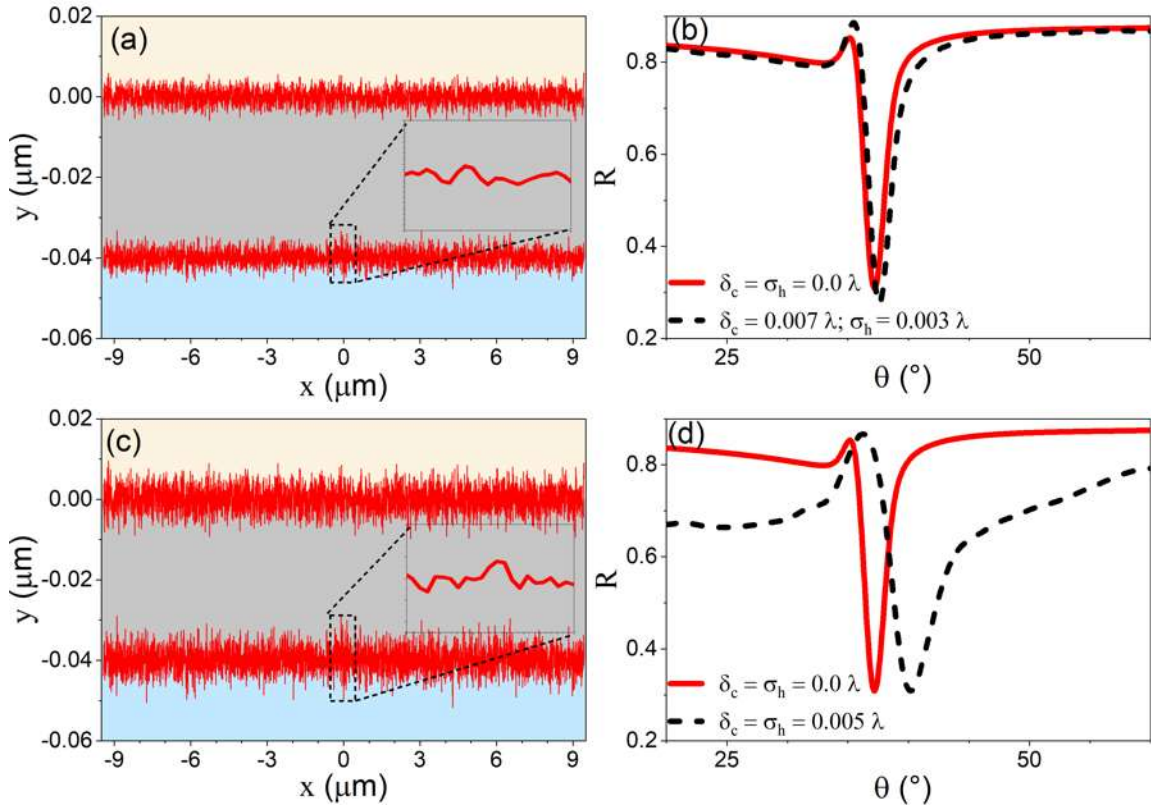 (a)
0.02
0.00
-0.02
-0.04
-0.06
y (μm)
-9 -6 -3 0 3 6 9
x (μm)
(b)
0.8
0.6
0.4
0.2
R
δc = σh = 0.0 λ
δc = 0.007 λ; σh = 0.003 λ
25 50
θ (°)
(c)
0.02
0.00
-0.02
-0.04
-0.06
y (μm)
-9 -6 -3 0 3 6 9
x (μm)
(d)
0.8
0.6
0.4
0.2
R
δc = σh = 0.0 λ
δc = σh = 0.005 λ
25 50
θ (°)